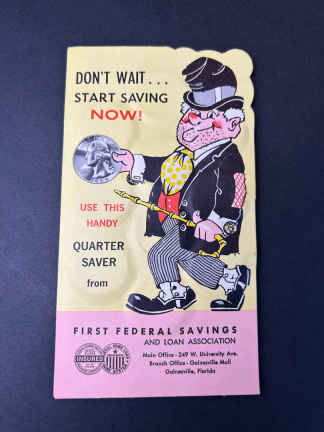 DON'T WAIT...
START SAVING
NOW!
USE THIS
HANDY
QUARTER
SAVER
from
FIRST FEDERAL SAVINGS
AND LOAN ASSOCIATION
Main Office - 249 W. University Ave.
Branch Office - Gainesville Mall
Gainesville, Florida
INSURED